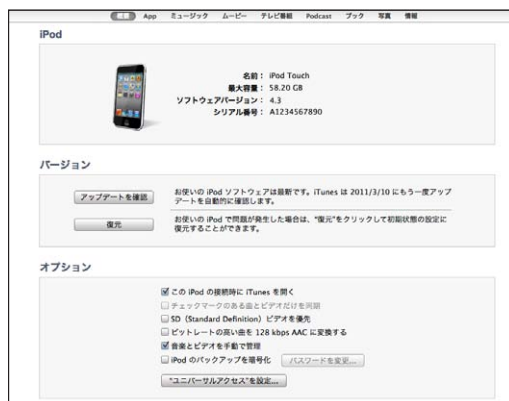 概要 App ミュージック ムービー テレビ番組 Podcast ブック 写真 情報
iPod
名前： iPod Touch
最大容量： 58.20 GB
ソフトウェアバージョン： 4.3
シリアル番号： A1234567890
バージョン
アップデートを確認
お使いの iPod ソフトウェアは最新です。iTunes は 2011/3/10 にもう一度アップ
デートを自動的に確認します。
復元
お使いの iPod で問題が発生した場合は、“復元”をクリックして初期状態の設定に
復元することができます。
オプション
この iPod の接続時に iTunes を開く
チェックマークのある曲とビデオだけを同期
SD（Standard Definition）ビデオを優先
ビットレートの高い曲を 128 kbps AAC に変換する
音楽とビデオを手動で管理
iPod のバックアップを暗号化 パスワードを変更...
“ユニバーサルアクセス”を設定...